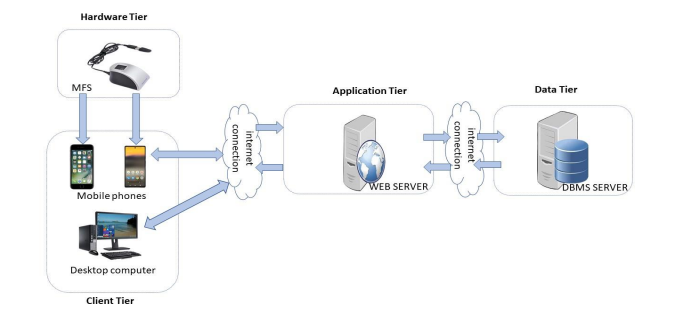 Hardware Tier
MFS
Mobile phones
Desktop computer
Client Tier
internet
connection
Application Tier
WEB SERVER
internet
connection
Data Tier
DBMS SERVER